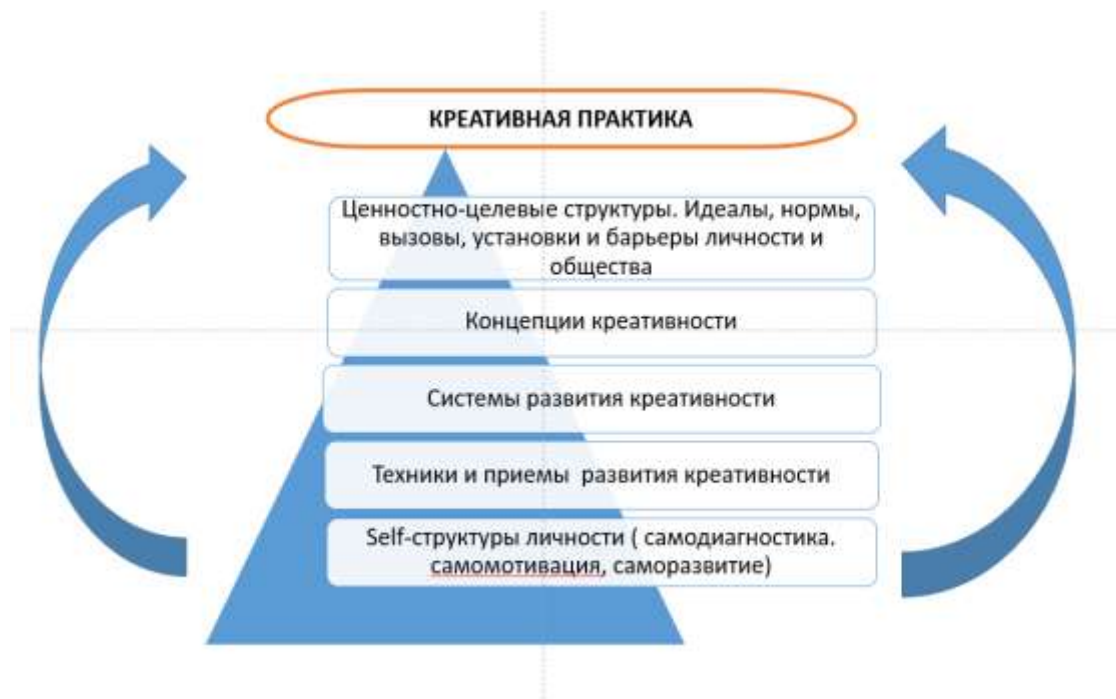 КРЕАТИВНАЯ ПРАКТИКА
Ценностно-целевые структуры. Идеалы, нормы,
вызовы, установки и барьеры личности и
общества
Концепции креативности
Системы развития креативности
Техники и приемы  развития креативности
Self-структуры личности ( самодиагностика.
самомотивация, саморазвитие)